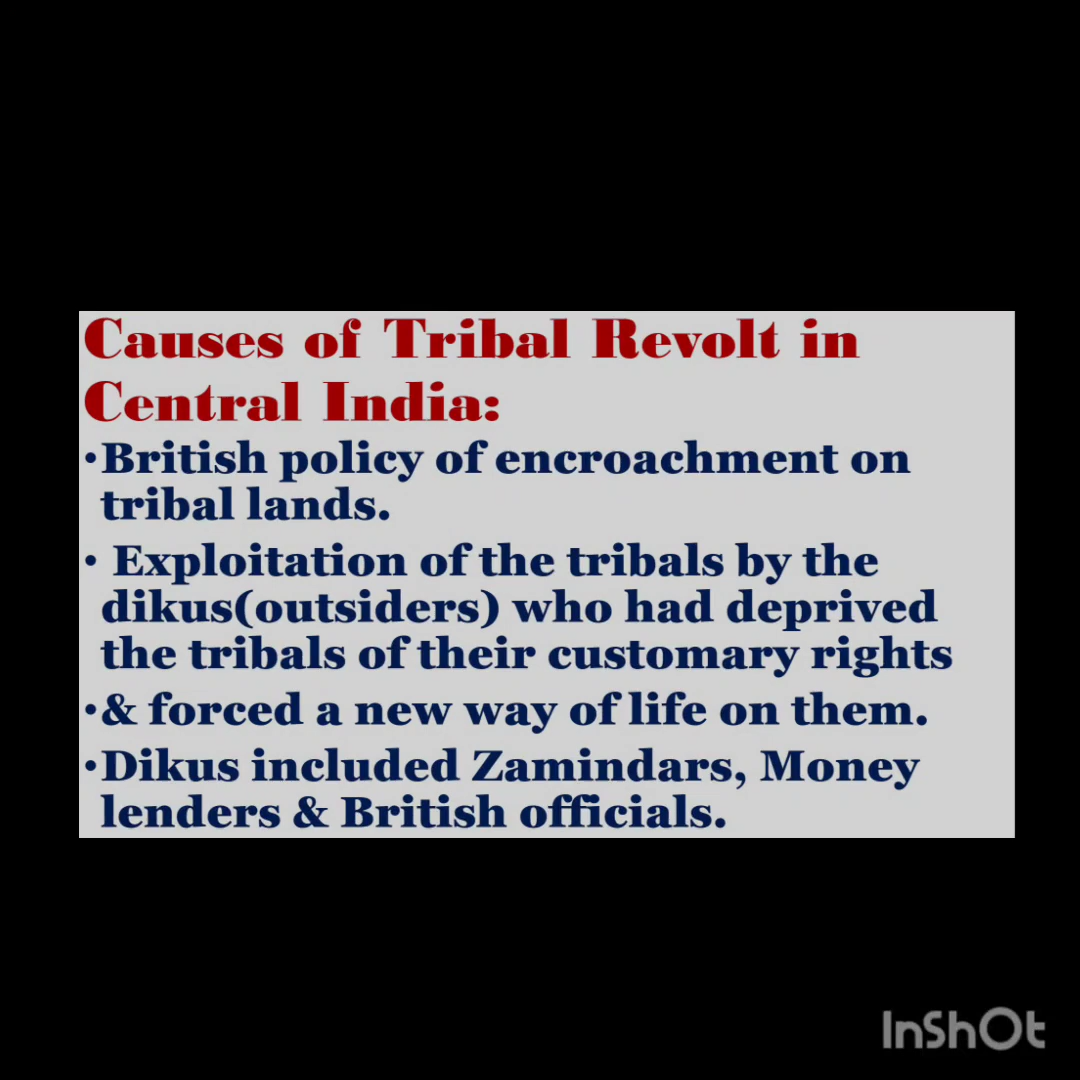 Causes of Tribal Revolt in
Central India:
•British policy of encroachment on
tribal lands.
• Exploitation of the tribals by the
dikus(outsiders) who had deprived
the tribals of their customary rights
•& forced a new way of life on them.
•Dikus included Zamindars, Money
lenders & British officials.
InShOt